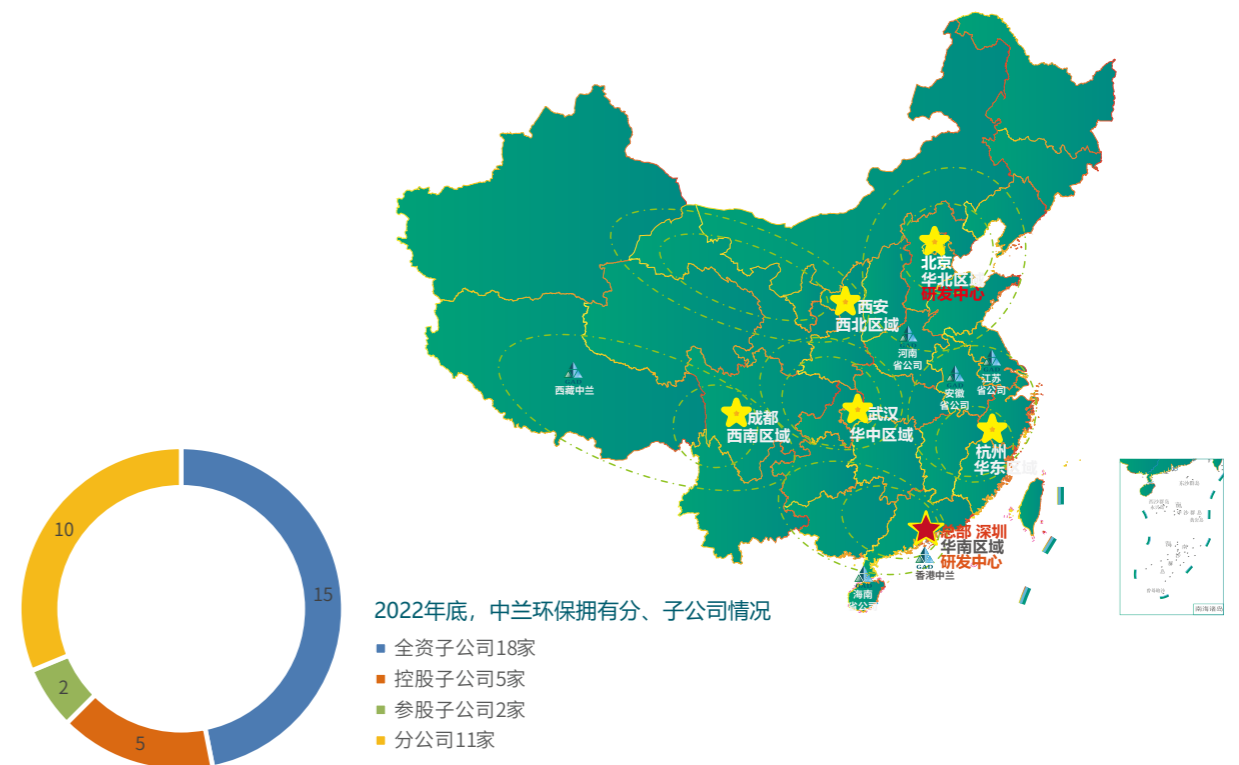 北京
华北区
研发中心
西安
西北区域
河南
省公司
江苏
省公司
安徽
省公司
西藏中兰
成都
西南区域
武汉
华中区域
杭州
华东区域
总部 深圳
华南区域
研发中心
GAD
香港中兰
海南
省公司
南海诸岛
10
15
2
5
2022年底，中兰环保拥有分、子公司情况
全资子公司18家
控股子公司5家
参股子公司2家
分公司11家